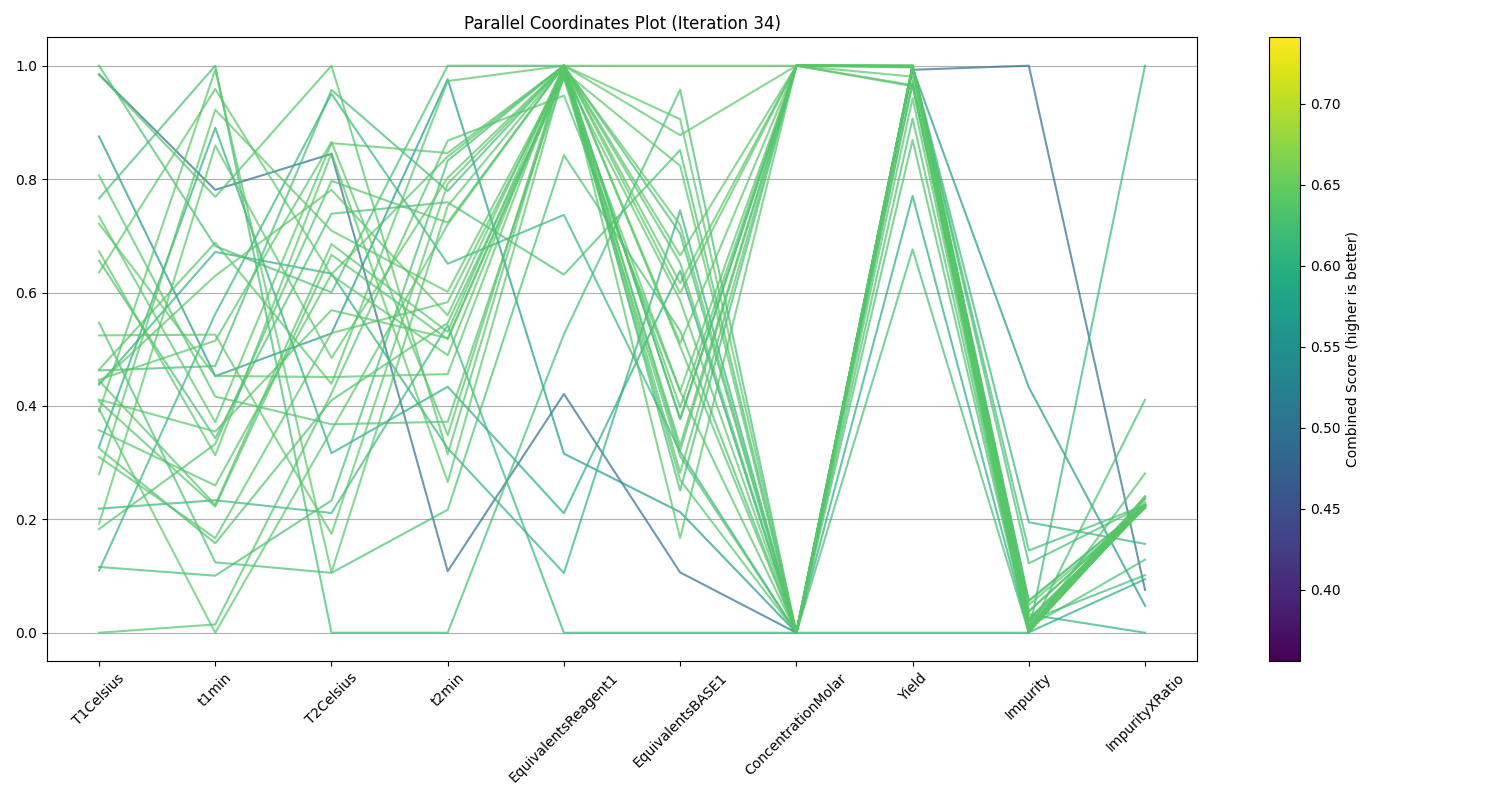 Parallel Coordinates Plot (Iteration 34)
1.0
0.8
0.6
0.4
0.2
0.0
T1Celsius
t1min
T2Celsius
t2min
EquivalentsReagent1
EquivalentsBASE1
ConcentrationMolar
Yield
Impurity
ImpurityXRatio
0.70
0.65
0.60
0.55
0.50
0.45
0.40
Combined Score (higher is better)